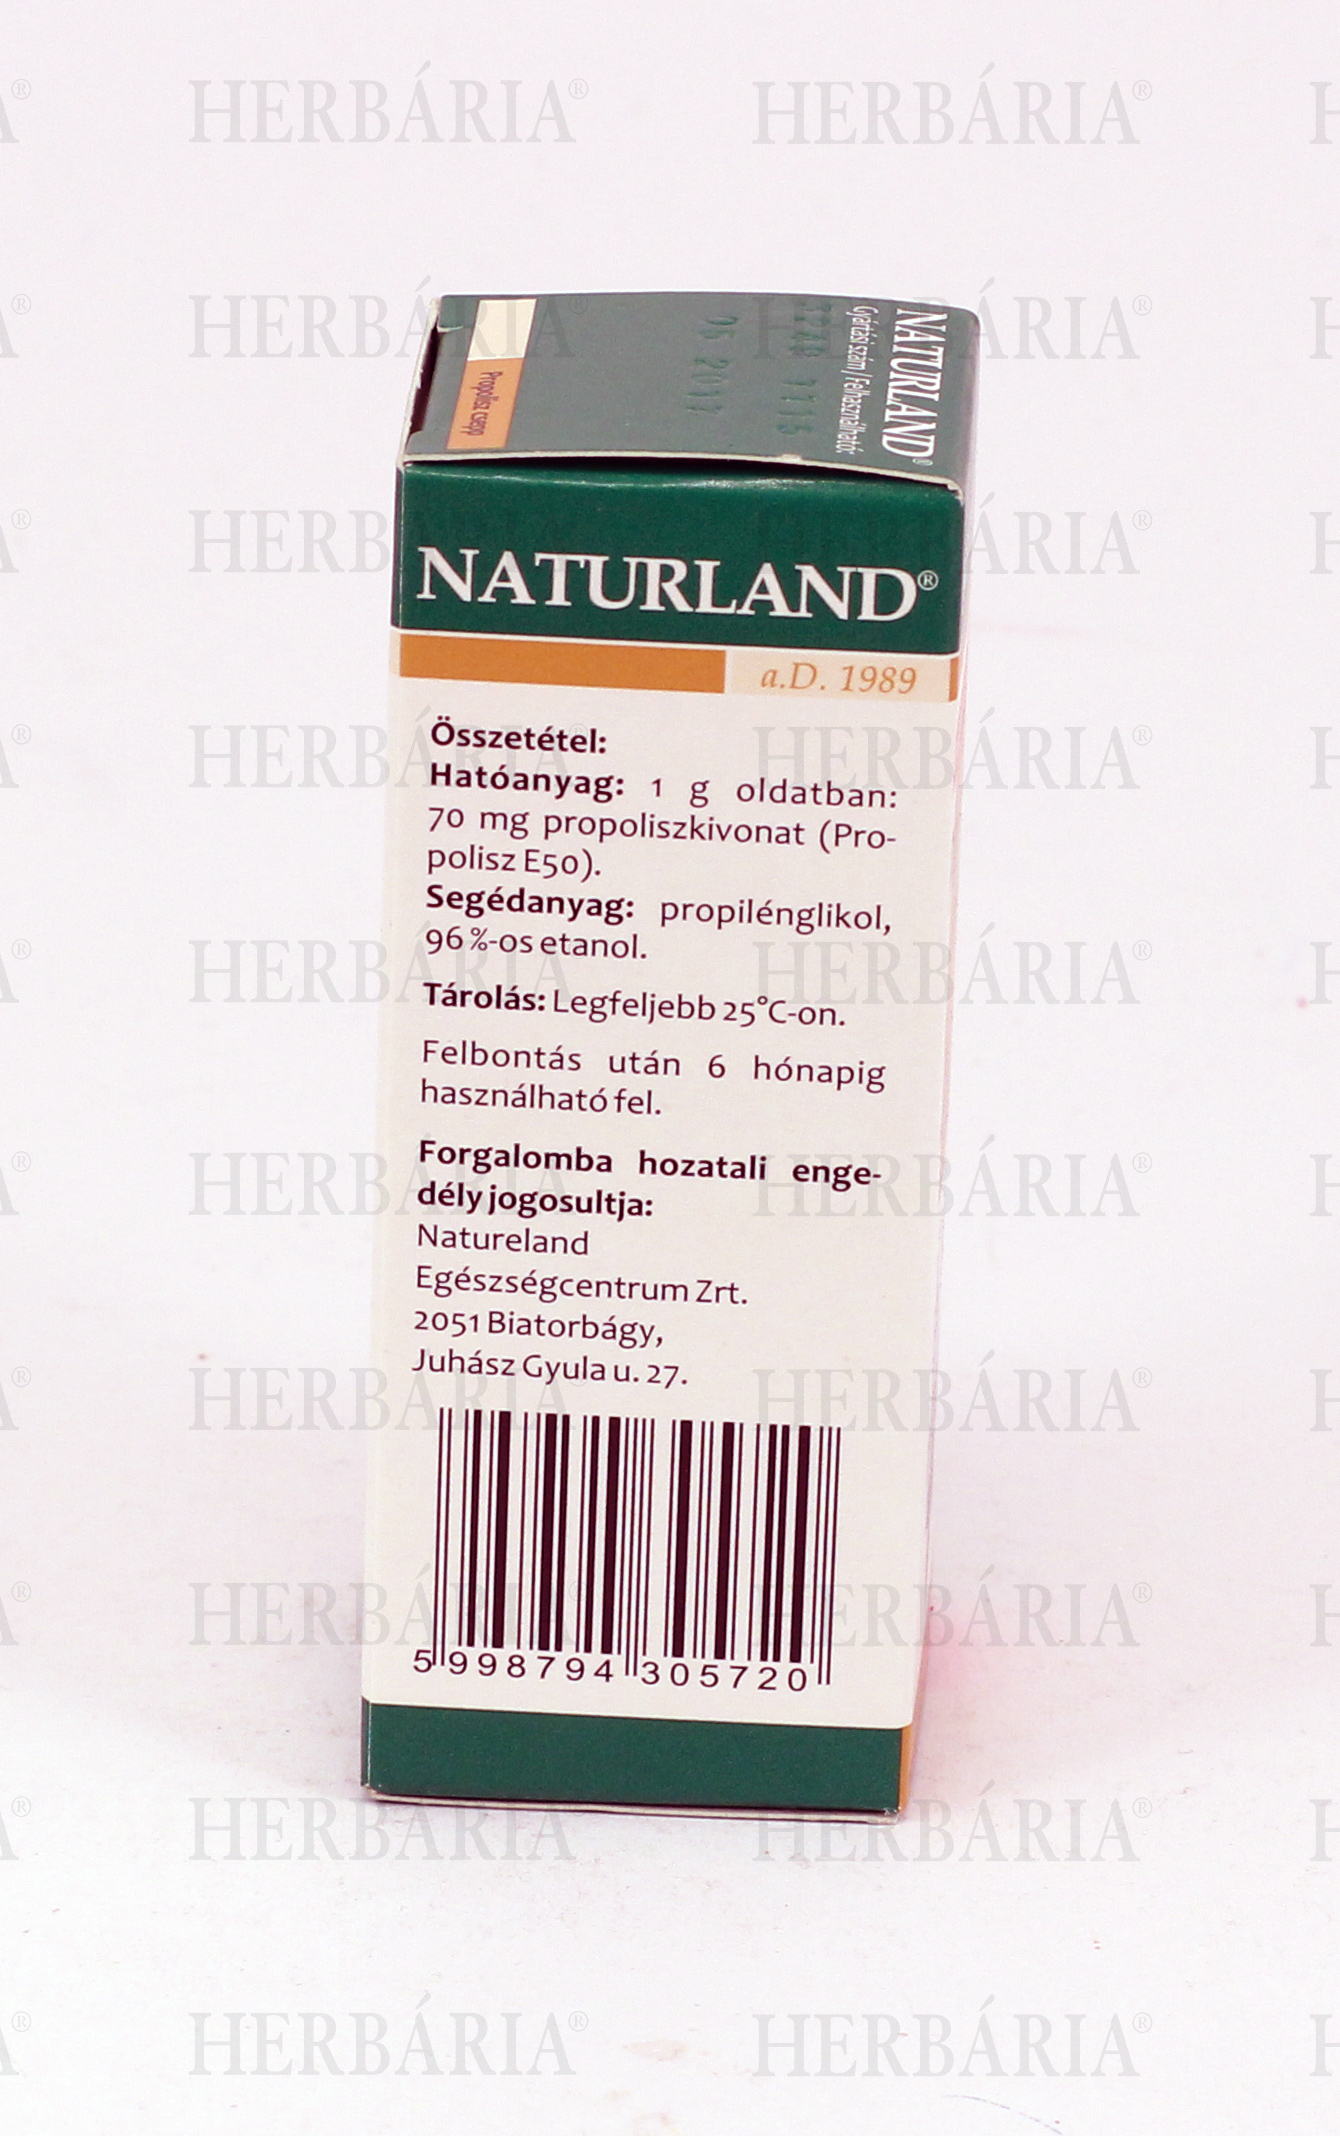 NATURLAND®
Gyártási szám / Felhasználható:
05 2017
Propolisz csepp
NATURLAND®
a.D. 1989
Összetétel:
Hatóanyag: 1 g oldatban:
70 mg propoliszkivonat (Pro-
polisz E50).
Segédanyag: propilénglikol,
96 %-os etanol.
Tárolás: Legfeljebb 25°C-on.
Felbontás után 6 hónapig
használható fel.
Forgalomba hozatali enge-
dély jogosultja:
Natureland
Egészségcentrum Zrt.
2051 Biatorbágy,
Juhász Gyula u. 27.
5 998794 305720
HERBÁRIA®